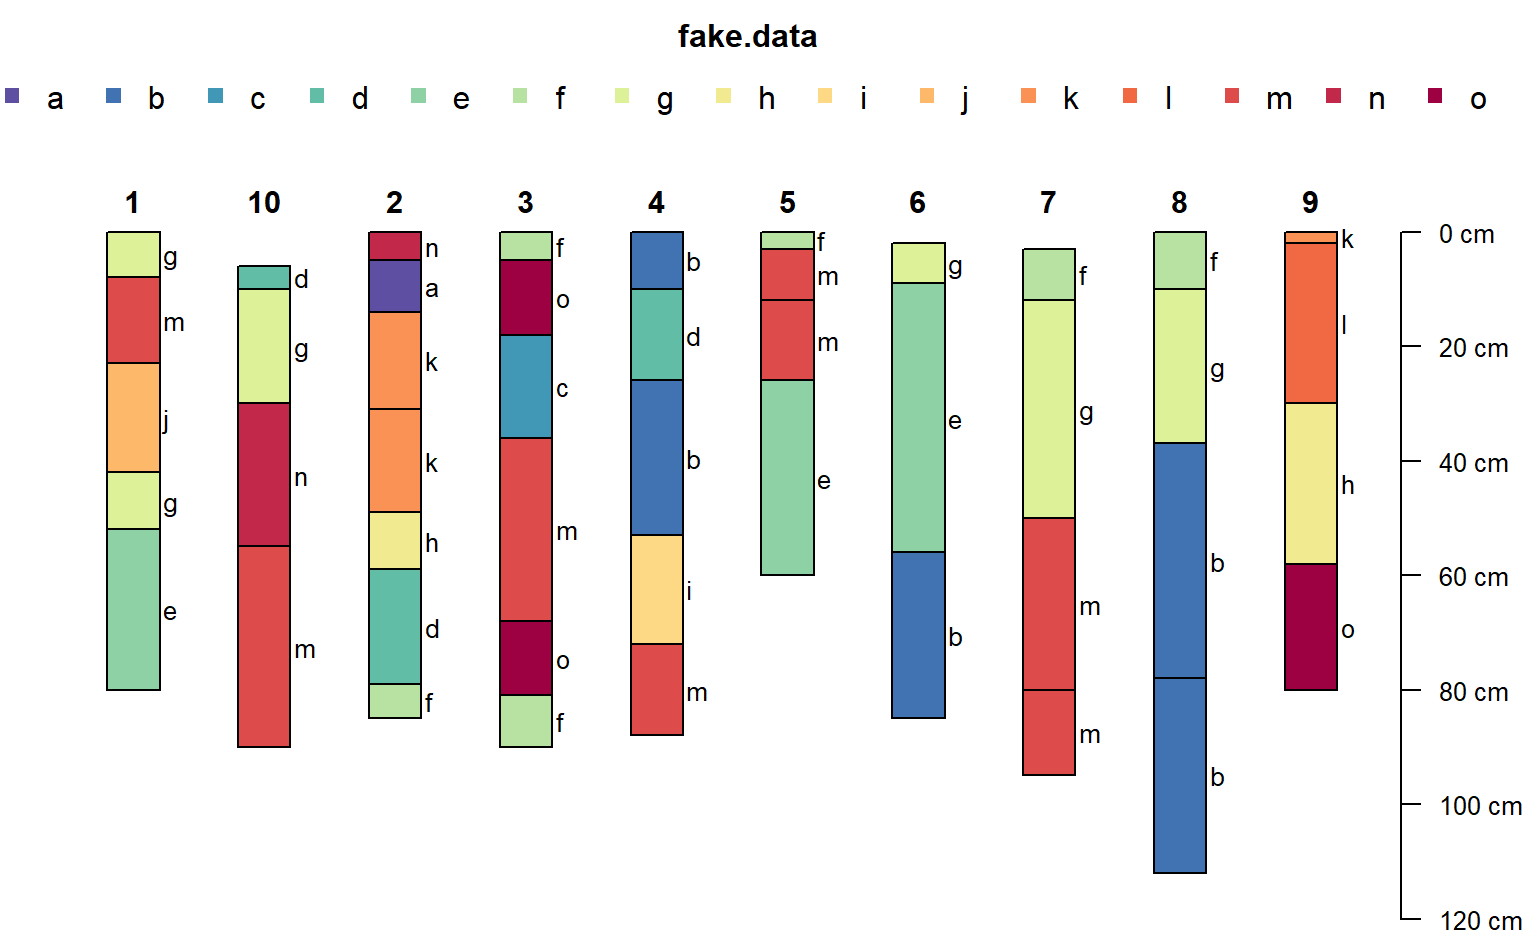 fake.data
a b c d e f g h i j k l m n o
1 10 2 3 4 5 6 7 8 9
g
m
j
g
e
d
g
n
m
n
a
k
k
h
d
f
f
o
c
m
o
f
b
d
b
i
m
f
m
m
e
g
e
b
f
g
m
m
f
g
b
b
k
l
h
o
0 cm
20 cm
40 cm
60 cm
80 cm
100 cm
120 cm